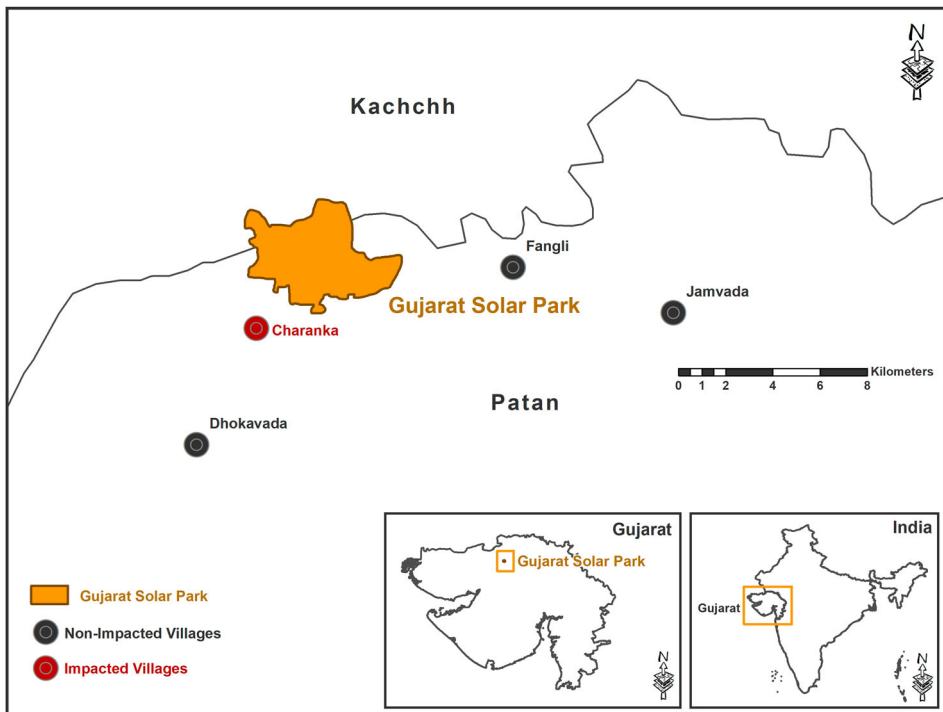 N
Kachchh
Fangli
Jamvada
Gujarat Solar Park
Charanka
Kilometers
0 1 2 4 6 8
Patan
Dhokavada
Gujarat
Gujarat Solar Park
N
India
Gujarat
N
Gujarat Solar Park
Non-Impacted Villages
Impacted Villages